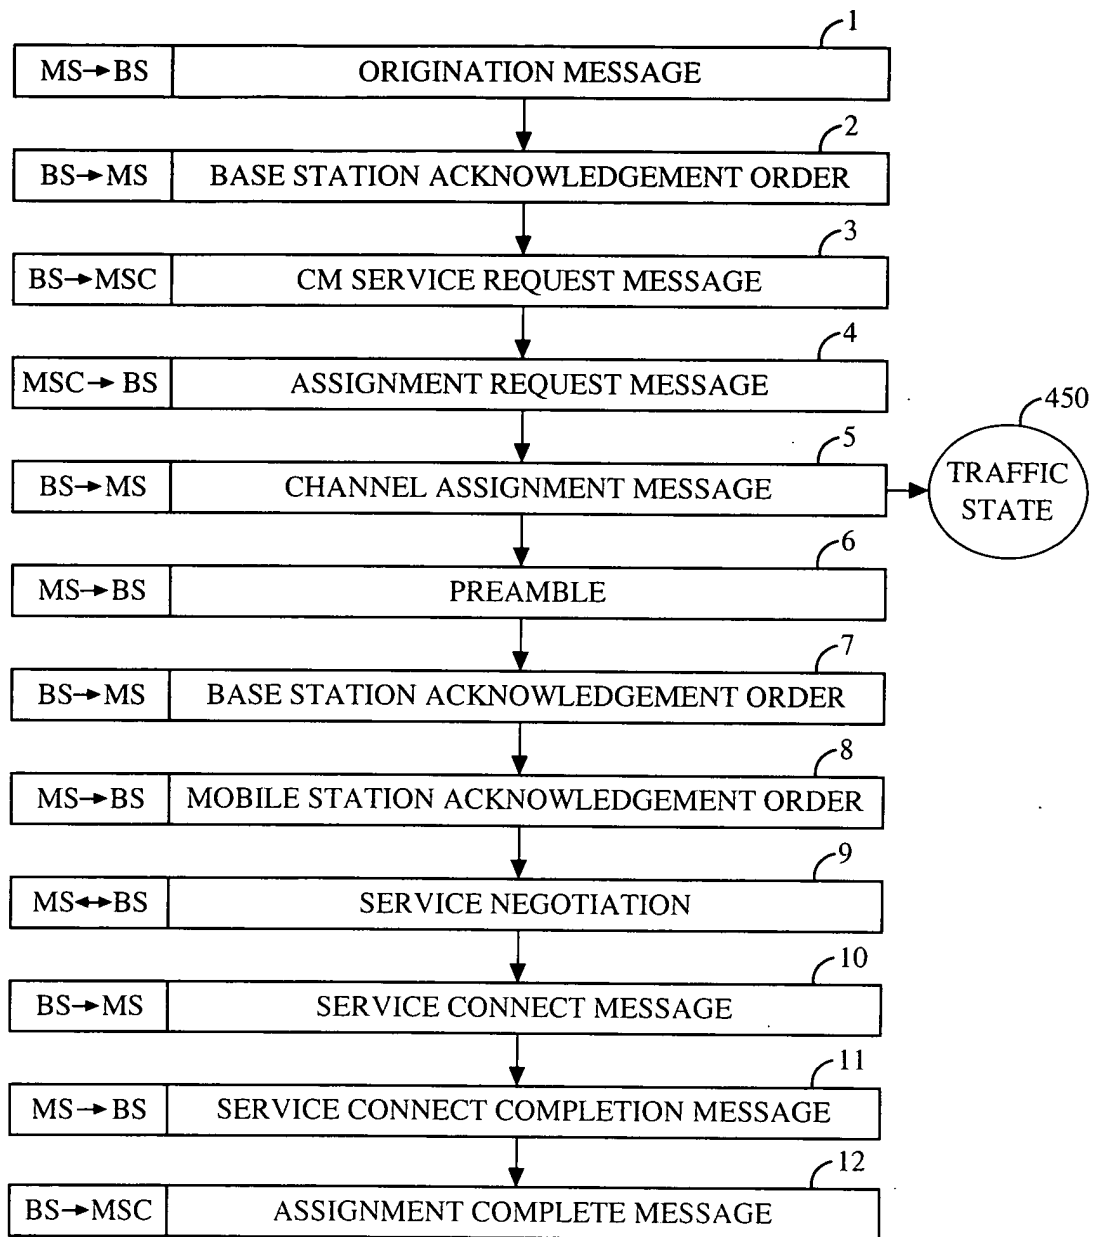 1
MS→BS ORIGINATION MESSAGE
2
BS→MS BASE STATION ACKNOWLEDGEMENT ORDER
3
BS→MSC CM SERVICE REQUEST MESSAGE
4
MSC→BS ASSIGNMENT REQUEST MESSAGE
450
5
BS→MS CHANNEL ASSIGNMENT MESSAGE
TRAFFIC
STATE
6
MS→BS PREAMBLE
7
BS→MS BASE STATION ACKNOWLEDGEMENT ORDER
8
MS→BS MOBILE STATION ACKNOWLEDGEMENT ORDER
9
MS↔BS SERVICE NEGOTIATION
10
BS→MS SERVICE CONNECT MESSAGE
11
MS→BS SERVICE CONNECT COMPLETION MESSAGE
12
BS→MSC ASSIGNMENT COMPLETE MESSAGE